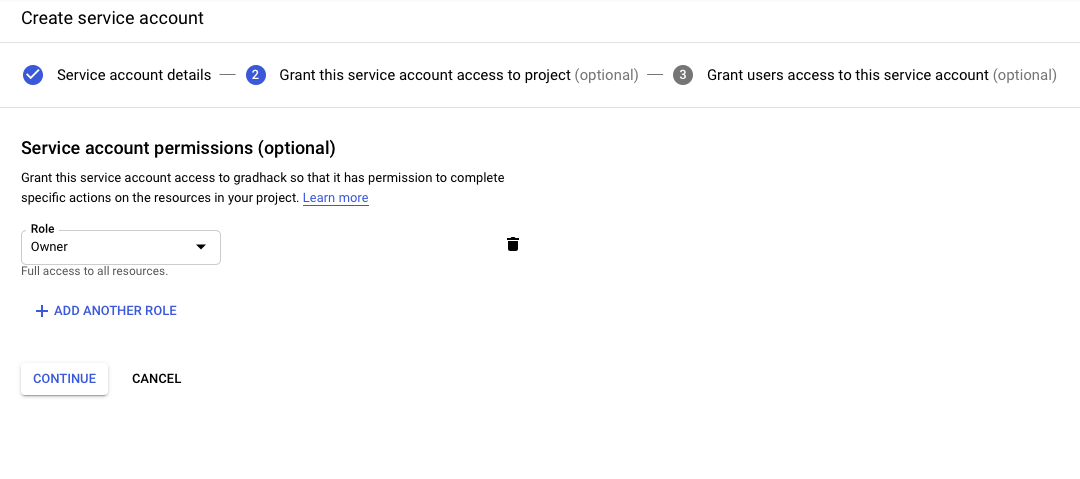 Create service account
Service account details
2 Grant this service account access to project (optional)
3 Grant users access to this service account (optional)
Service account permissions (optional)
Grant this service account access to gradhack so that it has permission to complete
specific actions on the resources in your project. Learn more
Role
Owner
Full access to all resources.
ADD ANOTHER ROLE
CONTINUE
CANCEL